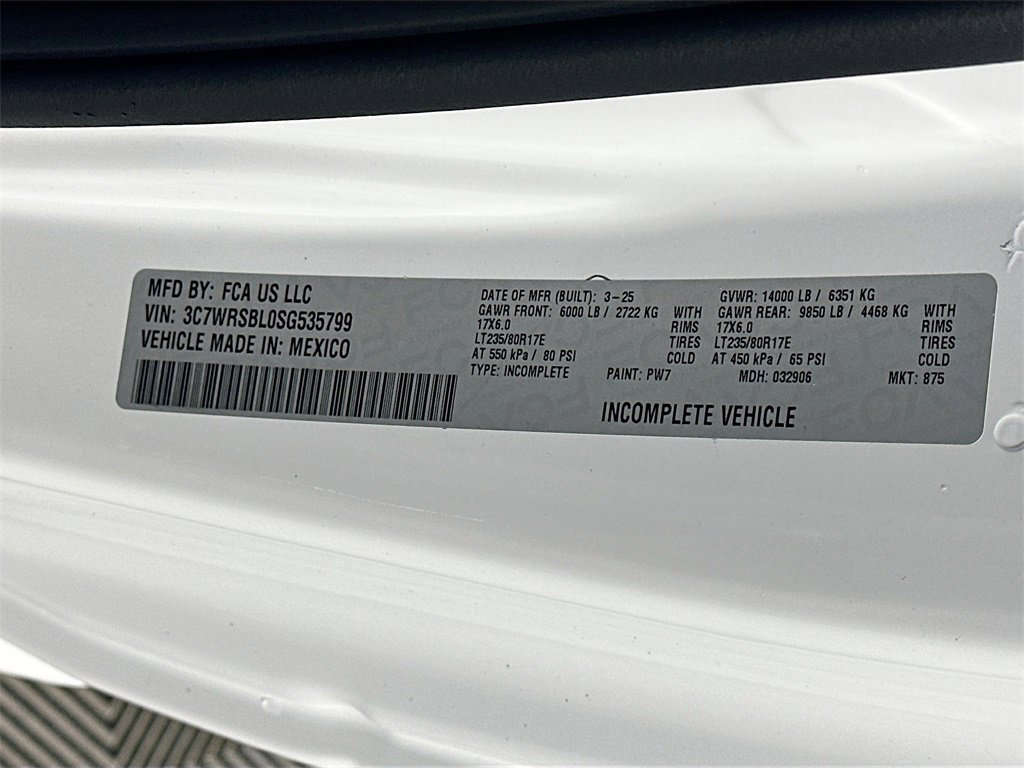 MFD BY: FCA US LLC
VIN: 3C7WRSBL0SG535799
VEHICLE MADE IN: MEXICO
DATE OF MFR (BUILT): 3-25
GAWR FRONT: 6000 LB / 2722 KG WITH
17X6.0 RIMS
LT235/80R17E TIRES
AT 550 kPa / 80 PSI COLD
GVWR: 14000 LB / 6351 KG
GAWR REAR: 9850 LB / 4468 KG WITH
17X6.0 RIMS
LT235/80R17E TIRES
AT 450 kPa / 65 PSI COLD
TYPE: INCOMPLETE PAINT: PW7 MDH: 032906 MKT: 875
INCOMPLETE VEHICLE